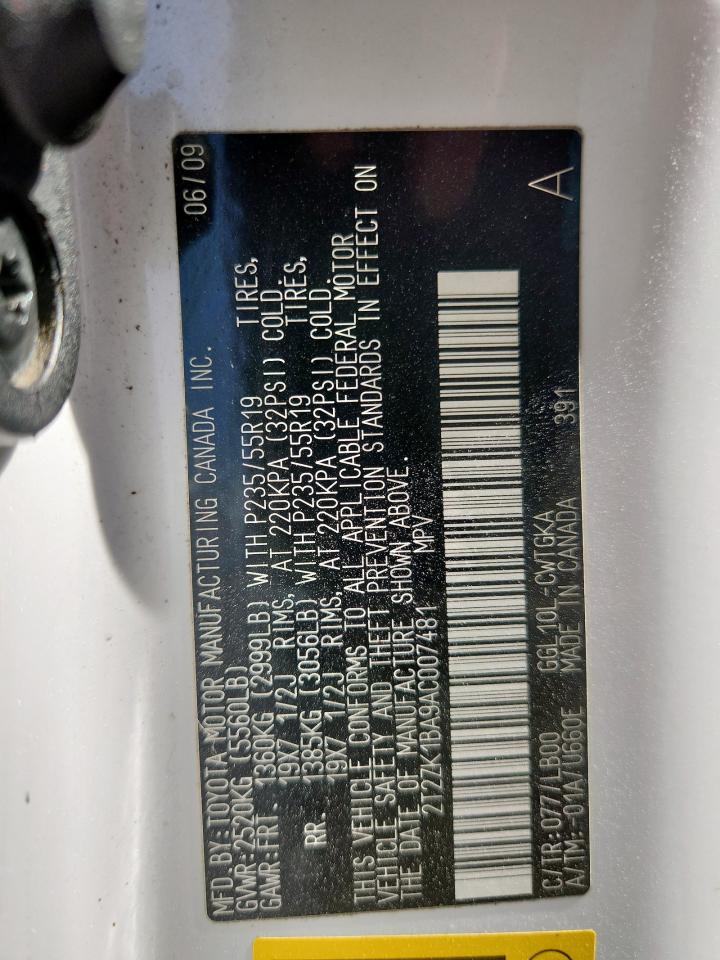 MFD.BY:TOYOTA MOTOR MANUFACTURING CANADA INC. 06/09
GVWR:2520KG (5560LB)
GAWR:FRT. 1360KG (2999LB) WITH P235/55R19 TIRES,
19X7 1/2J RIMS, AT 220KPA (32PSI) COLD.
RR. 1385KG (3056LB) WITH P235/55R19 TIRES,
19X7 1/2J RIMS, AT 220KPA (32PSI) COLD.
THIS VEHICLE CONFORMS TO ALL APPLICABLE FEDERAL MOTOR
VEHICLE SAFETY AND THEFT PREVENTION STANDARDS IN EFFECT ON
THE DATE OF MANUFACTURE SHOWN ABOVE.
2T2ZK1BA9AC007481 MPV
C/TR:077/LB00 GGL10L-CWTGKA A
A/TM:-01A/U660E MADE IN CANADA 391